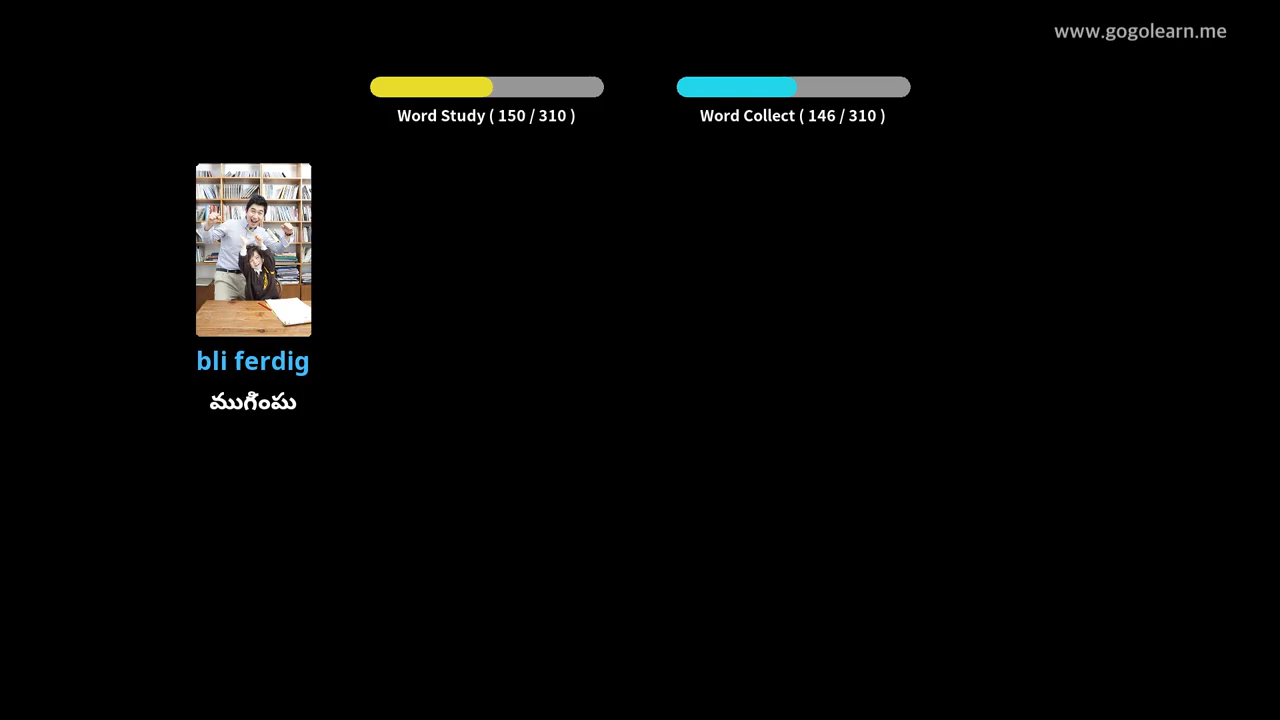 www.gogolearn.me
Word Study ( 150 / 310 )
Word Collect ( 146 / 310 )
bli ferdig
ముగింపు